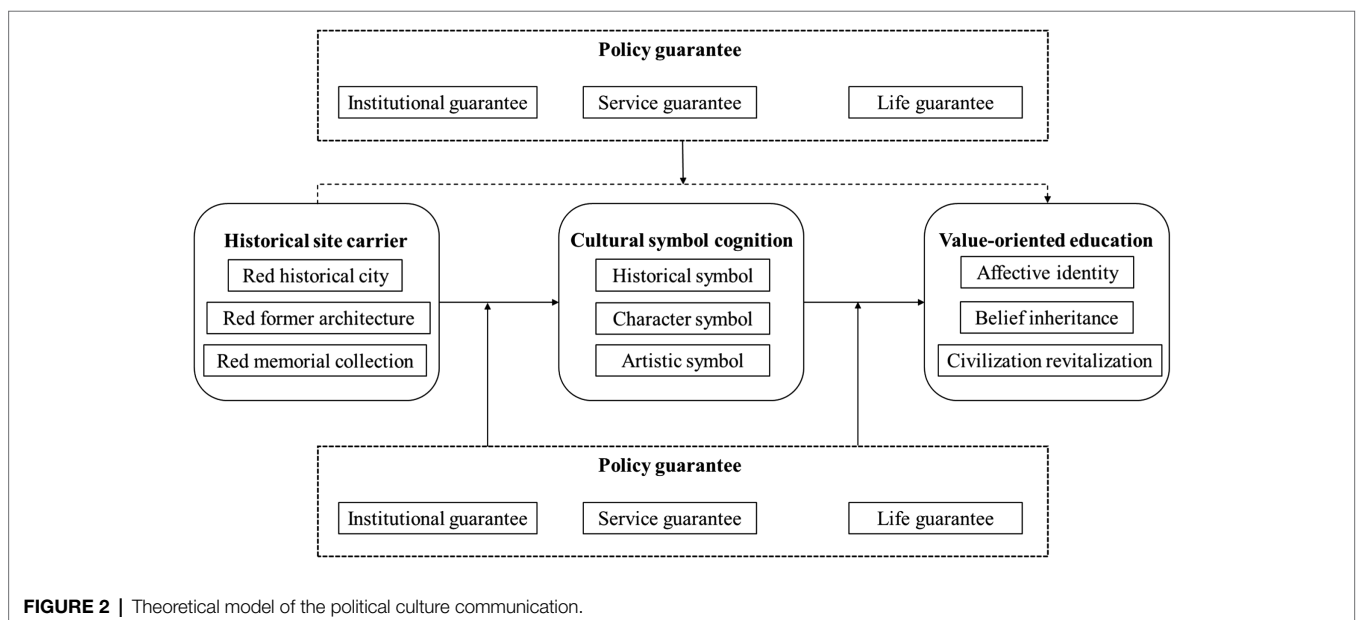 Policy guarantee
Institutional guarantee
Service guarantee
Life guarantee
Historical site carrier
Red historical city
Red former architecture
Red memorial collection
Cultural symbol cognition
Historical symbol
Character symbol
Artistic symbol
Value-oriented education
Affective identity
Belief inheritance
Civilization revitalization
Policy guarantee
Institutional guarantee
Service guarantee
Life guarantee
FIGURE 2 | Theoretical model of the political culture communication.